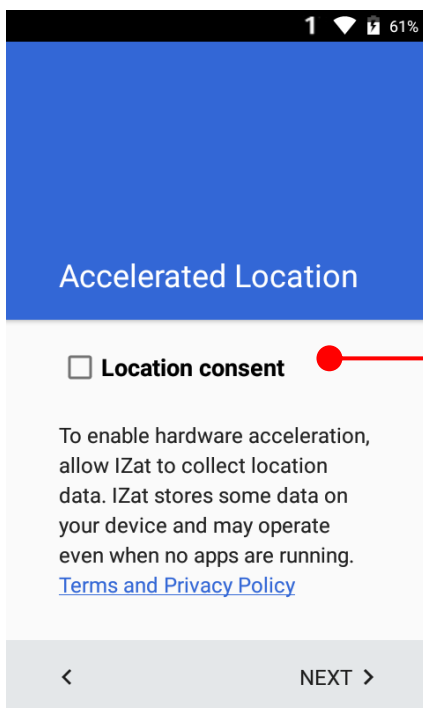 1 61%
Accelerated Location
Location consent
To enable hardware acceleration,
allow IZat to collect location
data. IZat stores some data on
your device and may operate
even when no apps are running.
Terms and Privacy Policy
NEXT